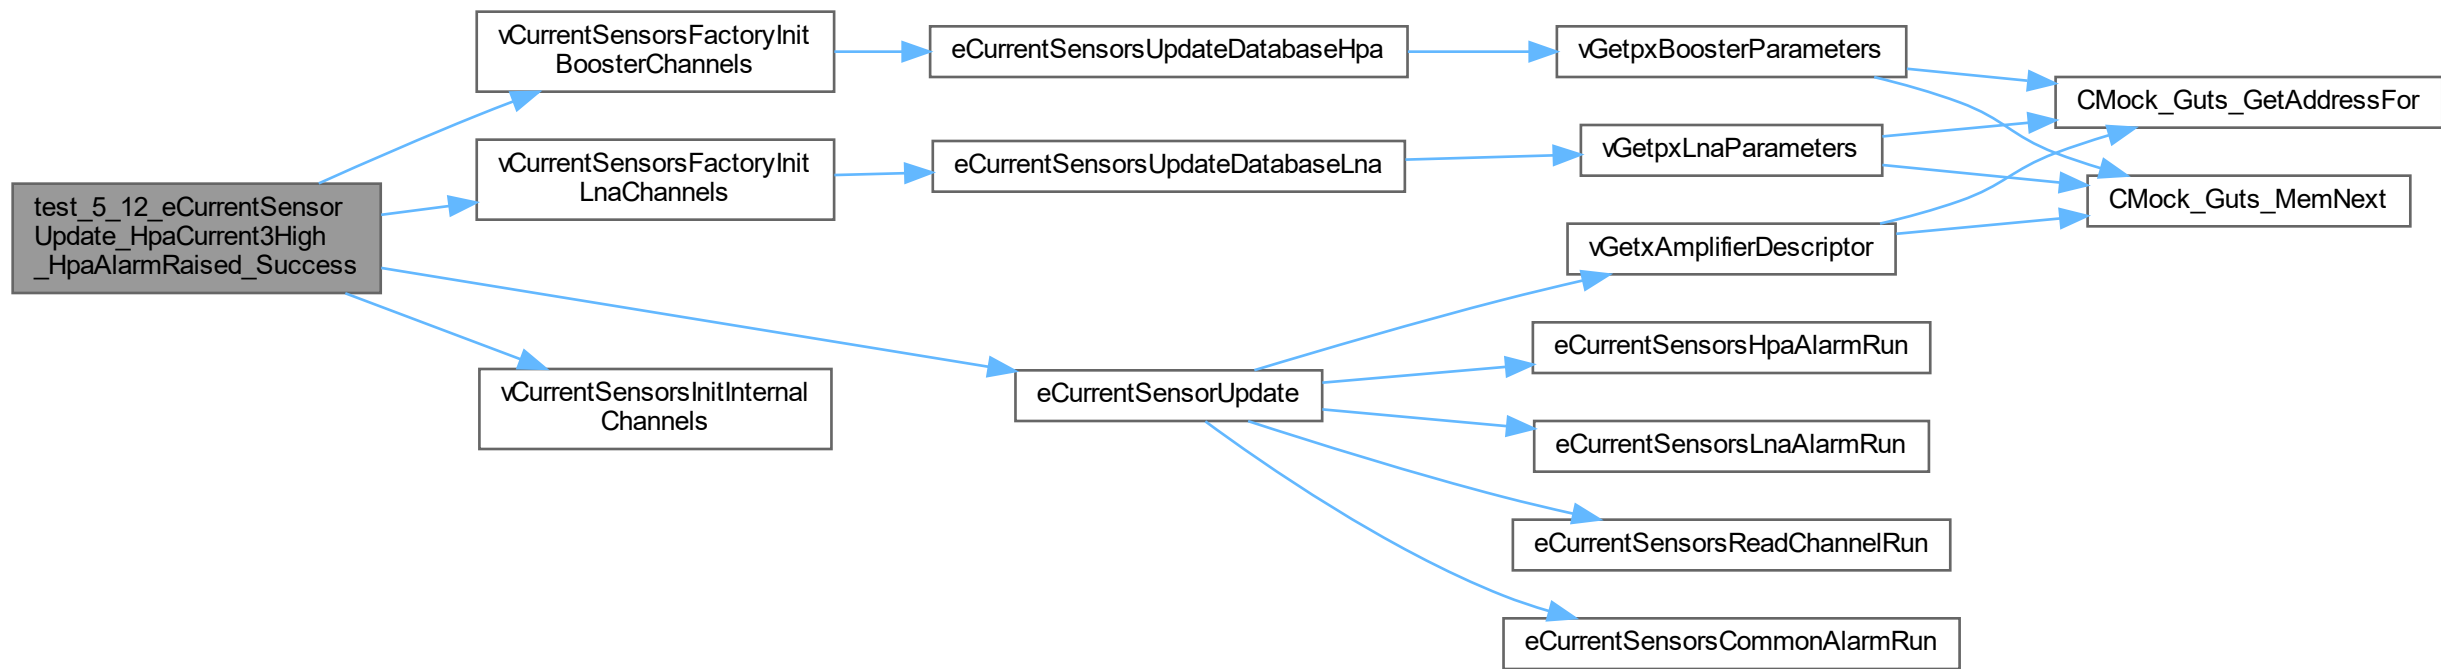 test_5_12_eCurrentSensor
Update_HpaCurrent3High
_HpaAlarmRaised_Success
vCurrentSensorsFactoryInit
BoosterChannels
vCurrentSensorsFactoryInit
LnaChannels
vCurrentSensorsInitInternal
Channels
eCurrentSensorsUpdateDatabaseHpa
eCurrentSensorsUpdateDatabaseLna
eCurrentSensorUpdate
vGetpxBoosterParameters
vGetpxLnaParameters
vGetxAmplifierDescriptor
eCurrentSensorsHpaAlarmRun
eCurrentSensorsLnaAlarmRun
eCurrentSensorsReadChannelRun
eCurrentSensorsCommonAlarmRun
CMock_Guts_GetAddressFor
CMock_Guts_MemNext